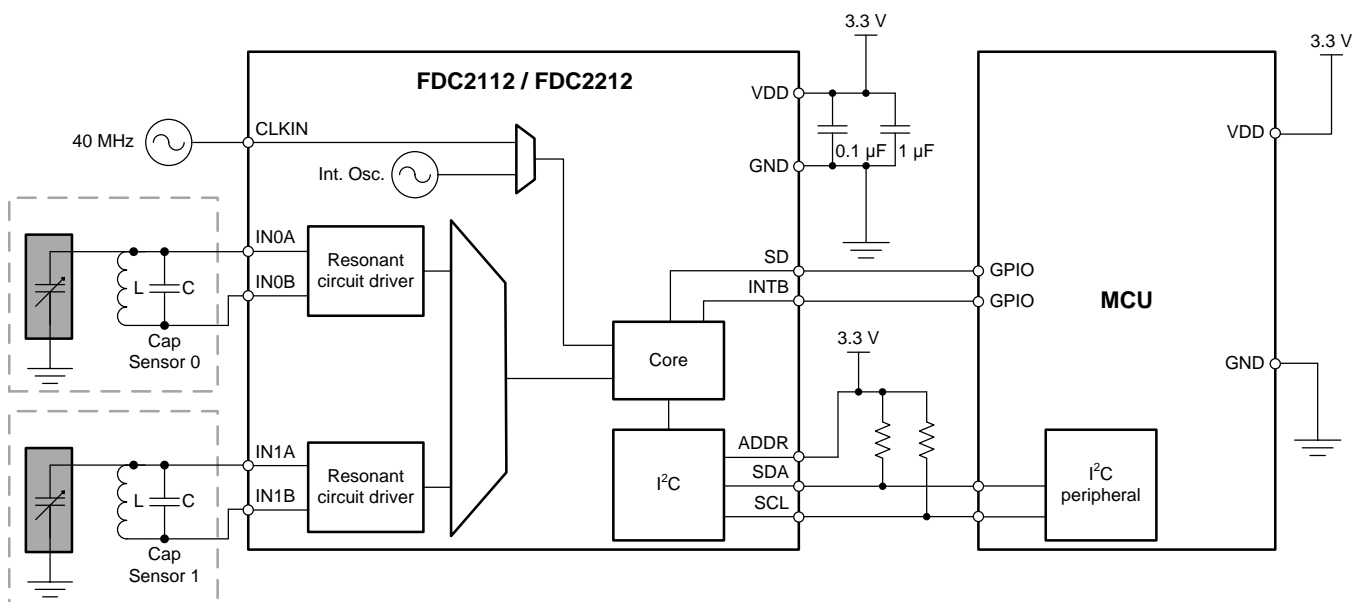 FDC2112 / FDC2212
3.3 V
3.3 V
VDD
40 MHz
CLKIN
0.1 µF
1 µF
VDD
Int. Osc.
GND
IN0A
IN0B
Resonant
circuit driver
L
C
Cap
Sensor 0
SD
INTB
GPIO
GPIO
MCU
Core
3.3 V
GND
IN1A
IN1B
Resonant
circuit driver
L
C
Cap
Sensor 1
I²C
ADDR
SDA
SCL
I²C
peripheral